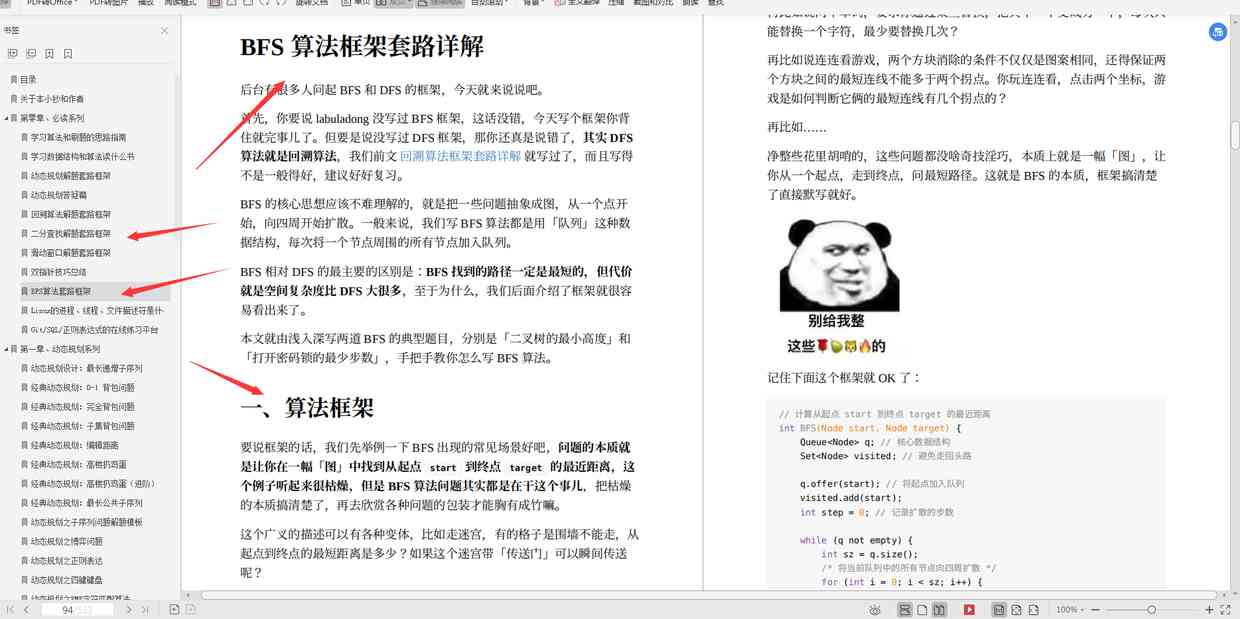 PDF转Office
PDF转图片
播放
阅读模式
旋转文档
单页
自动滚动
背景
全文翻译
压缩
截图和对比
朗读
查找
书签
目录
关于本小抄和作者
第零章、必读系列
学习算法和刷题的思路指南
学习数据结构和算法读什么书
动态规划解题套路框架
动态规划答疑篇
回溯算法解题套路框架
二分查找解题套路框架
滑动窗口解题套路框架
双指针技巧总结
BFS算法套路框架
Linux的进程、线程、文件描述符是什
Git/SQL/正则表达式的在线练习平台
第一章、动态规划系列
动态规划设计：最长递增子序列
经典动态规划：0-1 背包问题
经典动态规划：完全背包问题
经典动态规划：子集背包问题
经典动态规划：编辑距离
经典动态规划：高楼扔鸡蛋
经典动态规划：高楼扔鸡蛋（进阶）
经典动态规划：最长公共子序列
动态规划之子序列问题解题模板
动态规划之博弈问题
动态规划之正则表达
动态规划之四键键盘
动态规划之KMP字符匹配算法
BFS 算法框架套路详解
后台有很多人问起 BFS 和 DFS 的框架，今天就来说说吧。
首先，你要说 labuladong 没写过 BFS 框架，这话没错，今天写个框架你背
住就完事儿了。但要是说没写过 DFS 框架，那你还真是说错了，其实 DFS
算法就是回溯算法，我们前文 回溯算法框架套路详解 就写过了，而且写得
不是一般得好，建议好好复习。
BFS 的核心思想应该不难理解的，就是把一些问题抽象成图，从一个点开
始，向四周开始扩散。一般来说，我们写 BFS 算法都是用「队列」这种数
据结构，每次将一个节点周围的所有节点加入队列。
BFS 相对 DFS 的最主要的区别是：BFS 找到的路径一定是最短的，但代价
就是空间复杂度比 DFS 大很多，至于为什么，我们后面介绍了框架就很容
易看出来了。
本文就由浅入深写两道 BFS 的典型题目，分别是「二叉树的最小高度」和
「打开密码锁的最少步数」，手把手教你怎么写 BFS 算法。
一、算法框架
要说框架的话，我们先举例一下 BFS 出现的常见场景好吧，问题的本质就
是让你在一幅「图」中找到从起点 start 到终点 target 的最近距离，这
个例子听起来很枯燥，但是 BFS 算法问题其实都是在干这个事儿，把枯燥
的本质搞清楚了，再去欣赏各种问题的包装才能胸有成竹嘛。
这个广义的描述可以有各种变体，比如走迷宫，有的格子是围墙不能走，从
起点到终点的最短距离是多少？如果这个迷宫带「传送门」可以瞬间传送
呢？
能替换一个字符，最少要替换几次？
再比如说连连看游戏，两个方块消除的条件不仅仅是图案相同，还得保证两
个方块之间的最短连线不能多于两个拐点。你玩连连看，点击两个坐标，游
戏是如何判断它俩的最短连线有几个拐点的？
再比如……
净整些花里胡哨的，这些问题都没啥奇技淫巧，本质上就是一幅「图」，让
你从一个起点，走到终点，问最短路径。这就是 BFS 的本质，框架搞清楚
了直接默写就好。
别给我整
这些🌹🍋🐯🔥的
记住下面这个框架就 OK 了：
// 计算从起点 start 到终点 target 的最近距离
int BFS(Node start, Node target) {
Queue<Node> q; // 核心数据结构
Set<Node> visited; // 避免走回头路
q.offer(start); // 将起点加入队列
visited.add(start);
int step = 0; // 记录扩散的步数
while (q not empty) {
int sz = q.size();
/* 将当前队列中的所有节点向四周扩散 */
for (int i = 0; i < sz; i++) {
94
100%